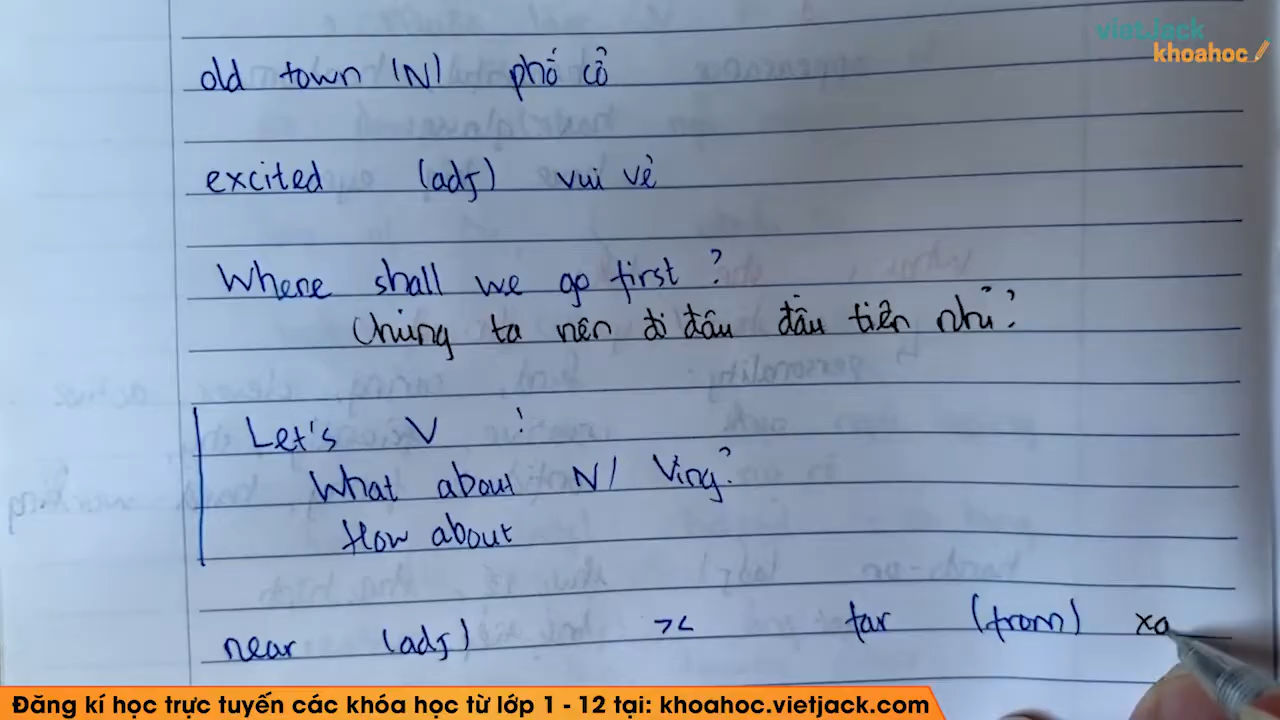 vietjack
khoahoc
old town (N) phố cổ
excited (adj) vui vẻ
Where shall we go first ?
Chúng ta nên đi đâu đầu tiên nhỉ?
Let's V !
What about N/ Ving?
How about
near (adj) >< far (from) xa
Đăng kí học trực tuyến các khóa học từ lớp 1 - 12 tại: khoahoc.vietjack.com